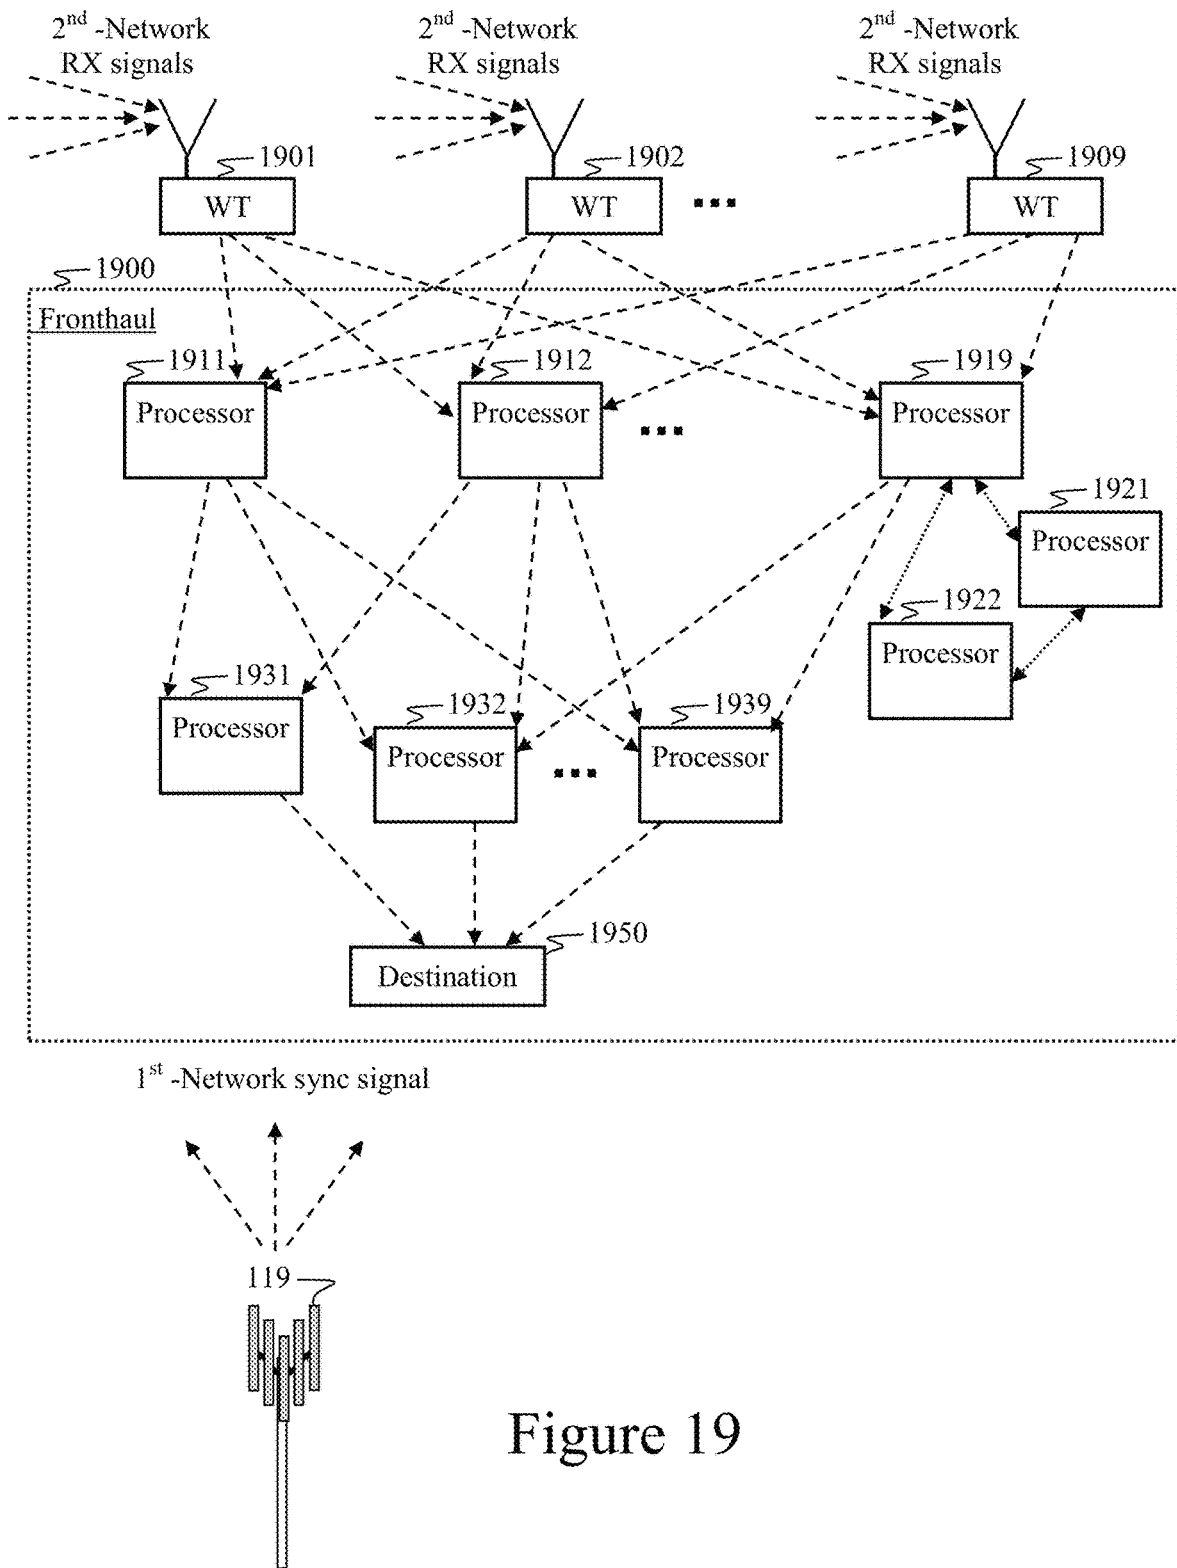 2nd -Network 2nd -Network 2nd -Network
RX signals RX signals RX signals
1901 1902 1909
WT WT WT
1900
Fronthaul
1911 1912 1919
Processor Processor Processor
1921
Processor
1922
Processor
1931
Processor
1932 1939
Processor Processor
1950
Destination
1st -Network sync signal
119
Figure 19